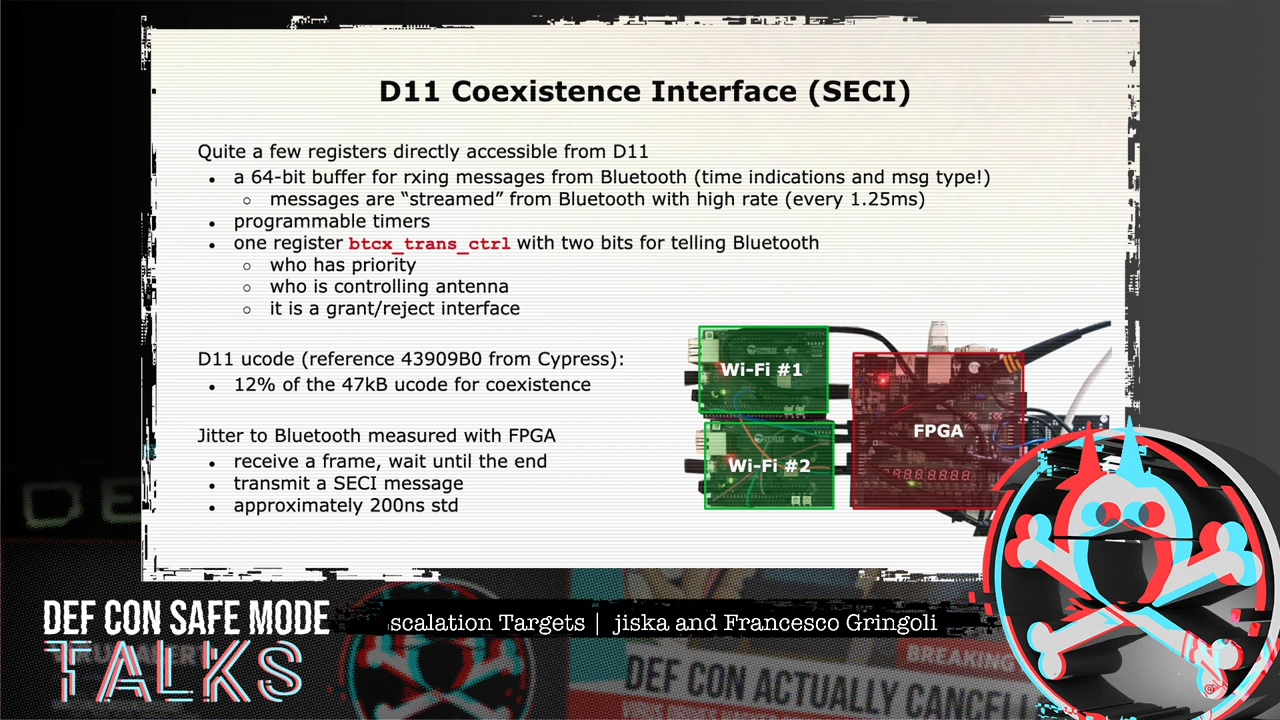 D11 Coexistence Interface (SECI)
Quite a few registers directly accessible from D11
• a 64-bit buffer for rxing messages from Bluetooth (time indications and msg type!)
○ messages are “streamed” from Bluetooth with high rate (every 1.25ms)
• programmable timers
• one register btcx_trans_ctrl with two bits for telling Bluetooth
○ who has priority
○ who is controlling antenna
○ it is a grant/reject interface
D11 ucode (reference 43909B0 from Cypress):
• 12% of the 47kB ucode for coexistence
Jitter to Bluetooth measured with FPGA
• receive a frame, wait until the end
• transmit a SECI message
• approximately 200ns std
Wi-Fi #1
Wi-Fi #2
FPGA
DEF CON SAFE MODE
TALKS
scalation Targets | jiska and Francesco Gringoli
BREAKING
DEF CON ACTUALLY CANCELL